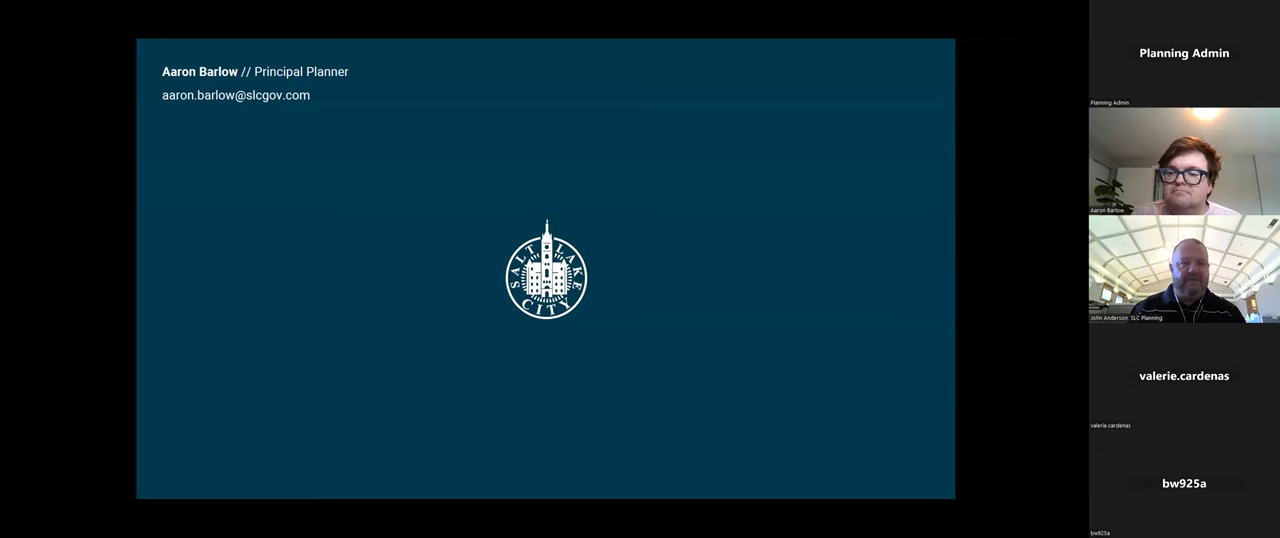 Aaron Barlow // Principal Planner
aaron.barlow@slcgov.com
SALT LAKE
CITY
Planning Admin
Planning Admin
Aaron Barlow
John Anderson, SLC Planning
valerie.cardenas
valerie.cardenas
bw925a
bw925a